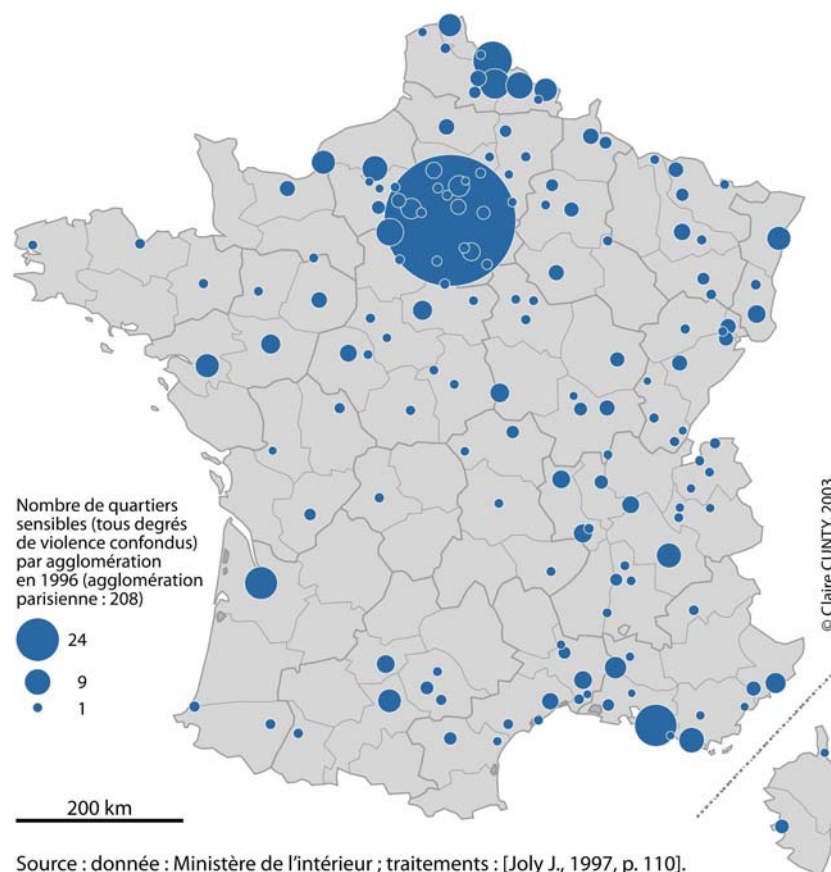 Nombre de quartiers
sensibles (tous degrés
de violence confondus)
par agglomération
en 1996 (agglomération
parisienne : 208)
24
9
1
200 km
© Claire CUNTY, 2003
Source : donnée : Ministère de l'intérieur ; traitements : [Joly J., 1997, p. 110].